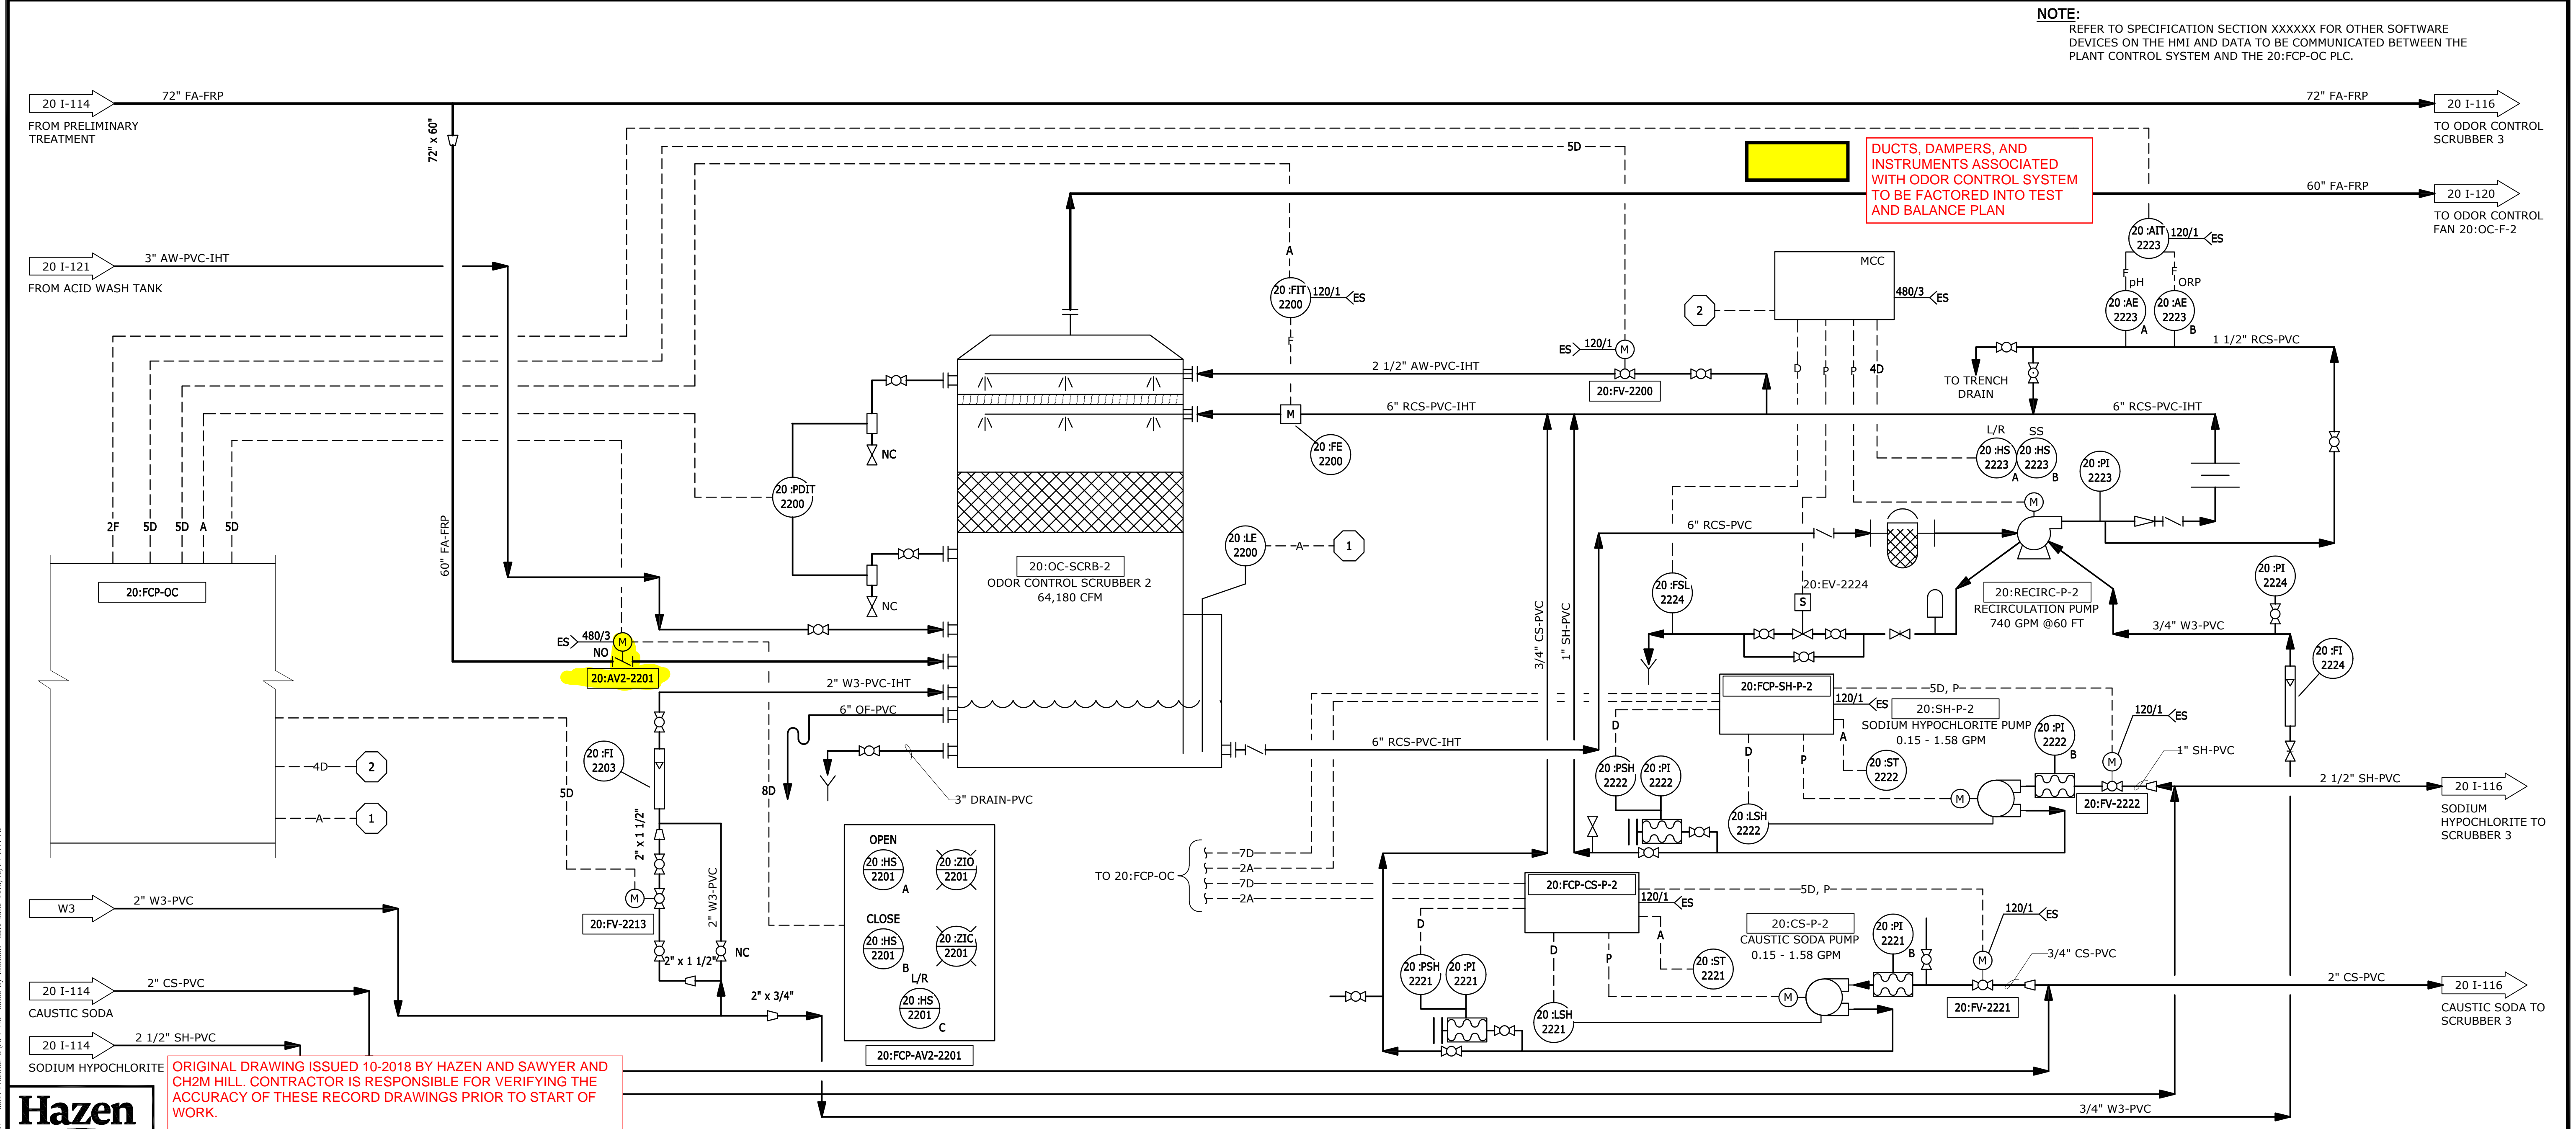 NOTE:
REFER TO SPECIFICATION SECTION XXXXXX FOR OTHER SOFTWARE
DEVICES ON THE HMI AND DATA TO BE COMMUNICATED BETWEEN THE
PLANT CONTROL SYSTEM AND THE 20:FCP-OC PLC.
20 I-114
72" FA-FRP
FROM PRELIMINARY
TREATMENT
72" x 60"
72" FA-FRP
20 I-116
TO ODOR CONTROL
SCRUBBER 3
5D
DUCTS, DAMPERS, AND
INSTRUMENTS ASSOCIATED
WITH ODOR CONTROL SYSTEM
TO BE FACTORED INTO TEST
AND BALANCE PLAN
60" FA-FRP
20 I-120
TO ODOR CONTROL
FAN 20:OC-F-2
20 I-121
3" AW-PVC-IHT
FROM ACID WASH TANK
A
20 :FIT
2200
120/1
ES
F
MCC
480/3
ES
2
D
P
P
4D
20 :AIT
2223
120/1
ES
F
pH
F
ORP
20 :AE
2223
A
20 :AE
2223
B
1 1/2" RCS-PVC
TO TRENCH
DRAIN
ES
120/1
M
20:FV-2200
2 1/2" AW-PVC-IHT
6" RCS-PVC-IHT
6" RCS-PVC-IHT
M
20 :FE
2200
L/R
20 :HS
2223
A
SS
20 :HS
2223
B
20 :PI
2223
NC
20 :PDIT
2200
NC
2F
5D
5D
A
5D
20:FCP-OC
60" FA-FRP
20:OC-SCRB-2
ODOR CONTROL SCRUBBER 2
64,180 CFM
20 :LE
2200
A
1
6" RCS-PVC
M
20:RECIRC-P-2
RECIRCULATION PUMP
740 GPM @60 FT
20 :FSL
2224
20:EV-2224
S
20 :PI
2224
3/4" W3-PVC
20 :FI
2224
3/4" CS-PVC
1" SH-PVC
ES
480/3
M
NO
20:AV2-2201
2" W3-PVC-IHT
6" OF-PVC
6" RCS-PVC-IHT
3" DRAIN-PVC
20 :FI
2203
8D
5D
4D
2
A
1
2" x 1 1/2"
2" W3-PVC
M
20:FV-2213
NC
2" x 1 1/2"
2" x 3/4"
20:FCP-SH-P-2
5D, P
120/1
ES
20:SH-P-2
SODIUM HYPOCHLORITE PUMP
0.15 - 1.58 GPM
D
D
P
A
20 :ST
2222
20 :PSH
2222
20 :PI
2222
20 :LSH
2222
M
20 :PI
2222
B
120/1
ES
M
1" SH-PVC
20:FV-2222
2 1/2" SH-PVC
20 I-116
SODIUM
HYPOCHLORITE TO
SCRUBBER 3
OPEN
20 :HS
2201
A
20 :ZIO
2201
CLOSE
20 :HS
2201
B
20 :ZIC
2201
L/R
20 :HS
2201
C
20:FCP-AV2-2201
TO 20:FCP-OC
7D
2A
7D
2A
20:FCP-CS-P-2
5D, P
120/1
ES
20:CS-P-2
CAUSTIC SODA PUMP
0.15 - 1.58 GPM
D
D
P
A
20 :ST
2221
20 :PSH
2221
20 :PI
2221
20 :LSH
2221
M
20 :PI
2221
B
120/1
ES
M
3/4" CS-PVC
20:FV-2221
2" CS-PVC
20 I-116
CAUSTIC SODA TO
SCRUBBER 3
W3
2" W3-PVC
20 I-114
2" CS-PVC
CAUSTIC SODA
20 I-114
2 1/2" SH-PVC
SODIUM HYPOCHLORITE
ORIGINAL DRAWING ISSUED 10-2018 BY HAZEN AND SAWYER AND
CH2M HILL. CONTRACTOR IS RESPONSIBLE FOR VERIFYING THE
ACCURACY OF THESE RECORD DRAWINGS PRIOR TO START OF
WORK.
3/4" W3-PVC
Hazen